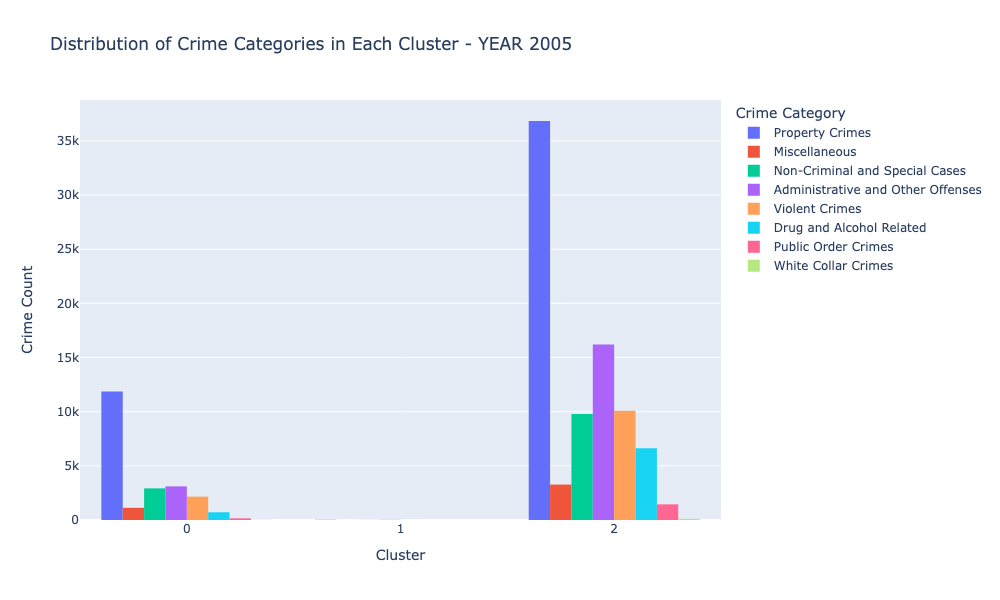 Distribution of Crime Categories in Each Cluster - YEAR 2005
Crime Category
Property Crimes
Miscellaneous
Non-Criminal and Special Cases
Administrative and Other Offenses
Violent Crimes
Drug and Alcohol Related
Public Order Crimes
White Collar Crimes
Crime Count
35k
30k
25k
20k
15k
10k
5k
0
0 1 2
Cluster